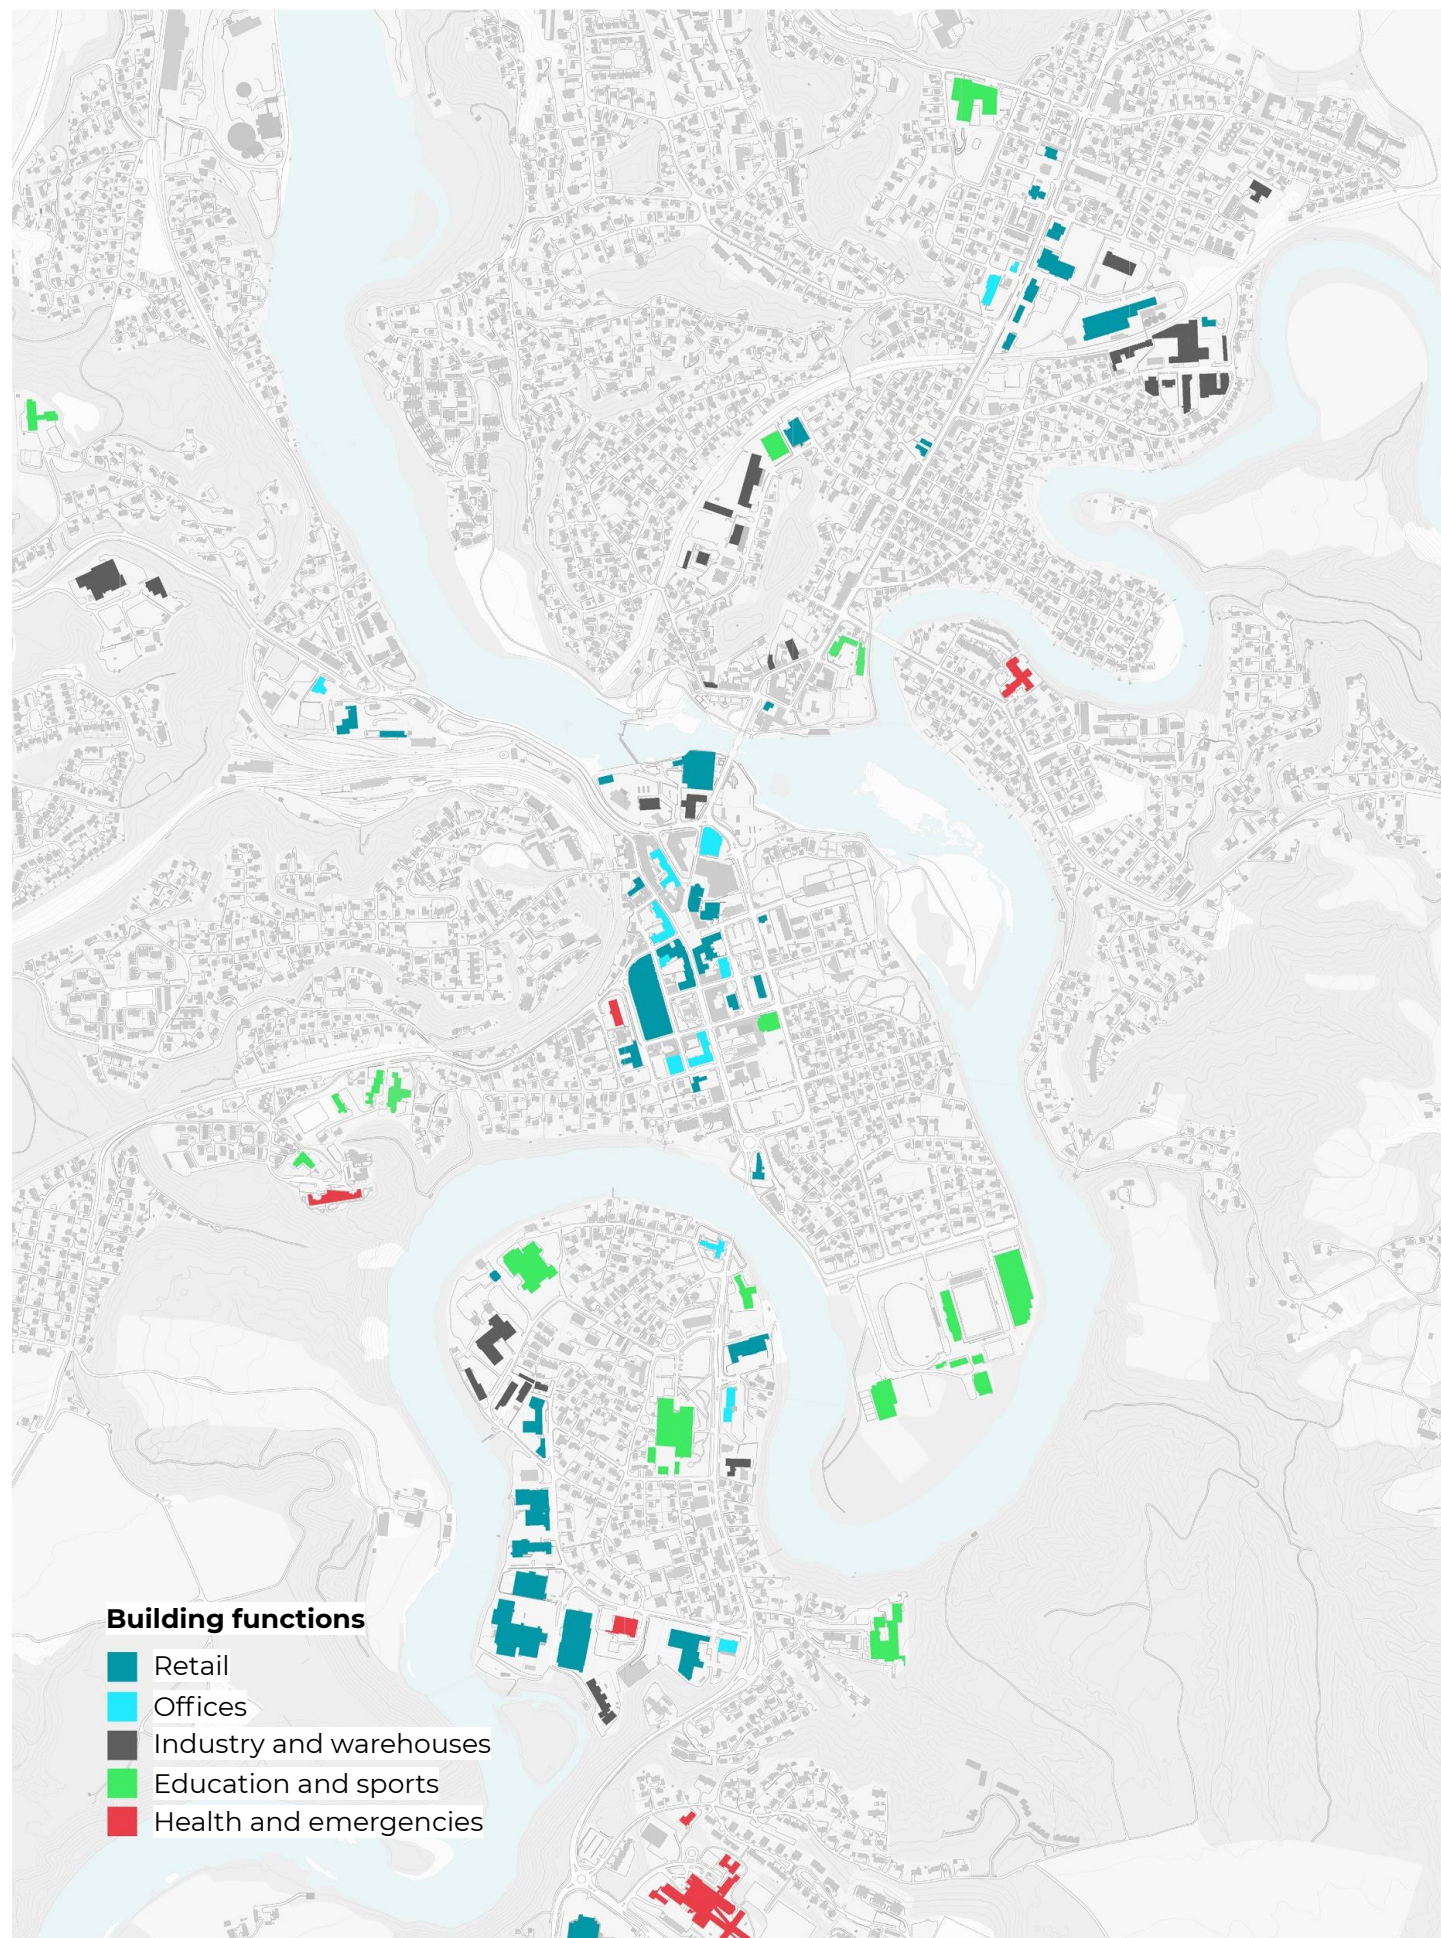 Building functions
Retail
Offices
Industry and warehouses
Education and sports
Health and emergencies